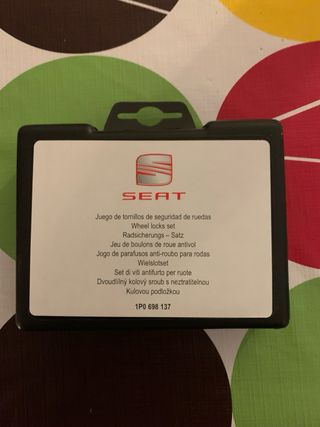 SEAT
Juego de tornillos de seguridad de ruedas
Wheel locks set
Radsicherungs – Satz
Jeu de boulons de roue antivol
Jogo de parafusos anti-roubo para rodas
Wielslotset
Set di viti antifurto per ruote
Dvoudílný kolový sroub s neztratitelnou
Kulovou podložkou
1P0 698 137